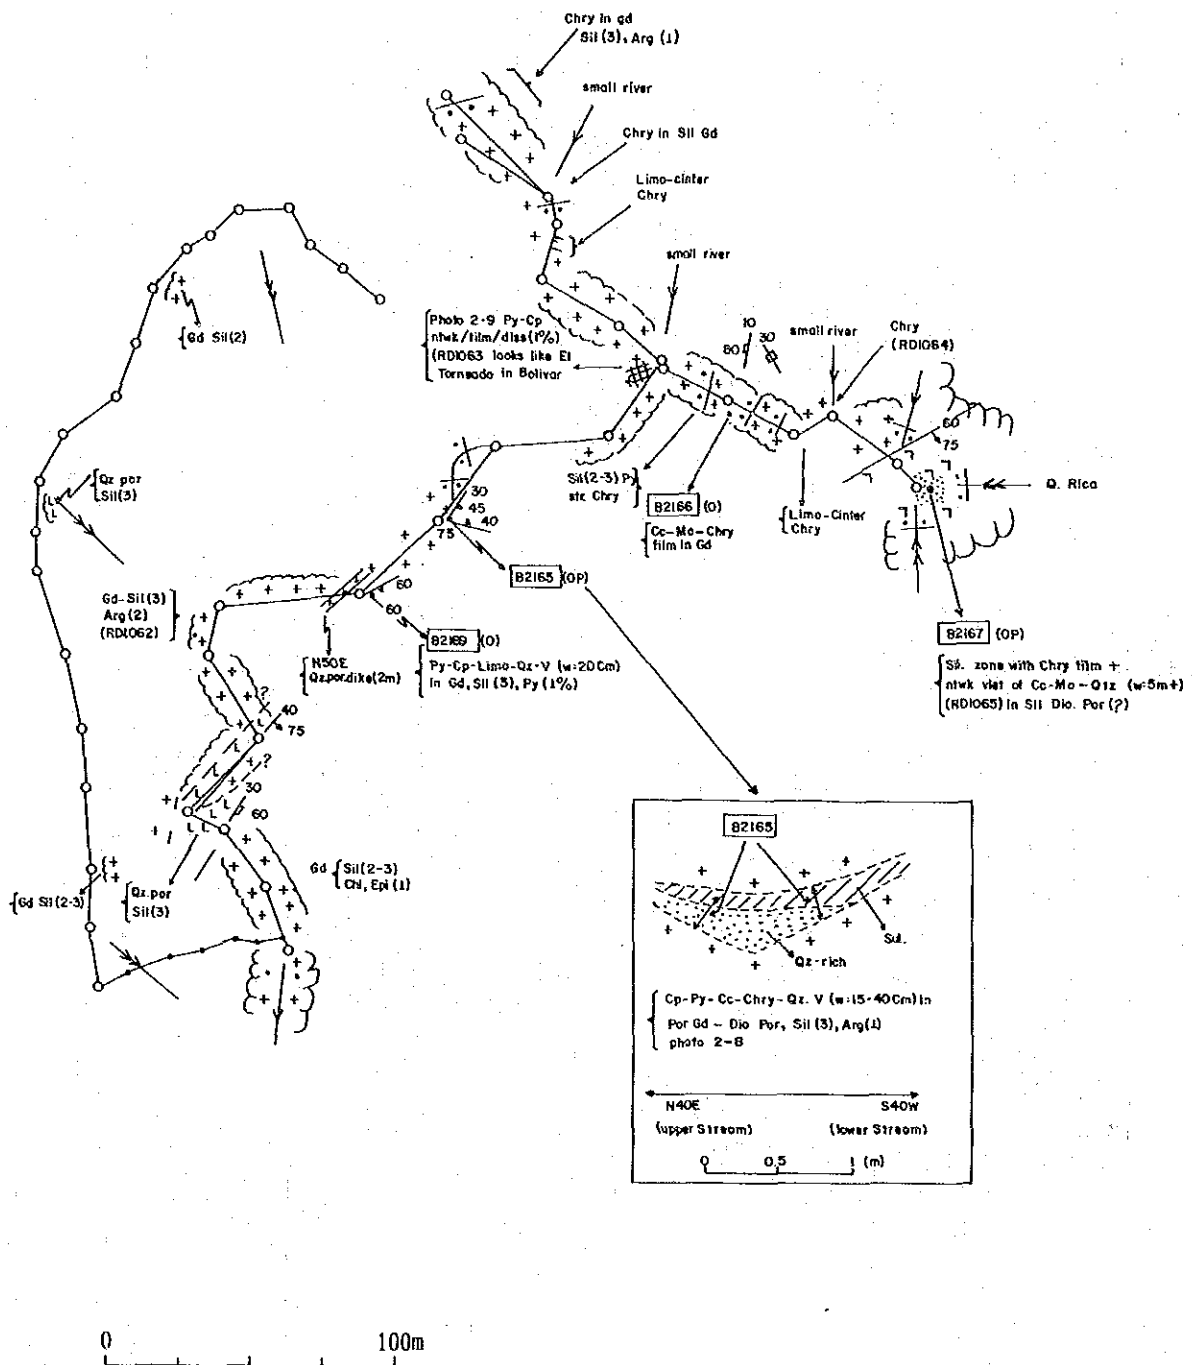 Chry in gd
Sil (3), Arg (1)
small river
Chry in Sil Gd
Limo-cinter
Chry
small river
Photo 2-9 Py-Cp
ntwk/film/diss(1%)
(RD1063 looks like El
Torneado in Bolivar
10
80
30
small river
Chry
(RD1064)
Gd Sil(2)
60
75
Q. Rica
Qz por
Sil(3)
30
45
40
75
Sil(2-3) Py
str. Chry
82166 (O)
Cc-Mo-Chry
film in Gd
Limo-Cinter
Chry
82165 (OP)
Gd-Sil(3)
Arg(2)
(RD1062)
60
60
82169 (O)
82167 (OP)
N50E
Qz.por.dike(2m)
Py-Cp-Limo-Qz-V (w=20Cm)
in Gd, Sil (3), Py (1%)
Sil. zone with Chry film +
ntwk vlet of Cc-Mo-Qtz (w=5m+)
(RD1065) in Sil Dio. Por (?)
?
40
75
L
L
?
L
30
L
60
L L
82165
Gd
Sil(2-3)
Chl, Epi (1)
Gd Sil(2-3)
Qz.por
Sil(3)
Sul.
Qz-rich
Cp-Py-Cc-Chry-Qz. V (w=15-40Cm) in
Por Gd - Dio Por, Sil (3), Arg(1)
photo 2-8
N40E
S40W
(upper Stream)
(lower Stream)
0 0.5 1 (m)
0 100m